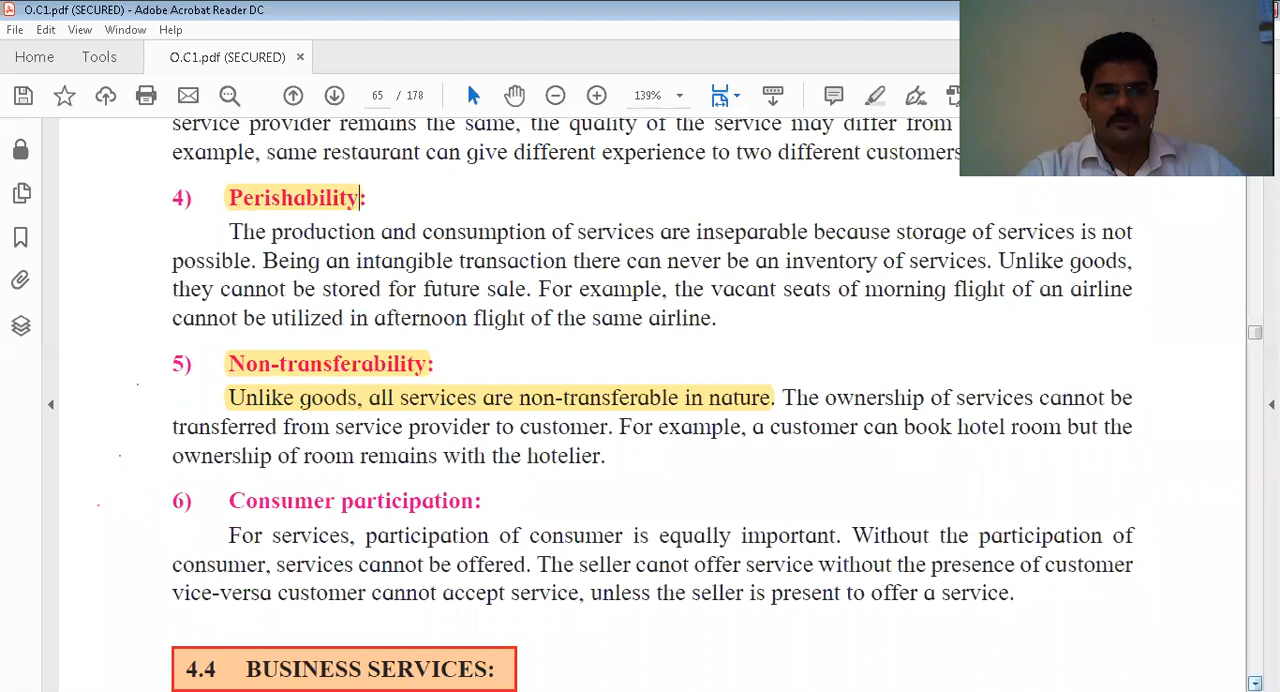 O.C1.pdf (SECURED) - Adobe Acrobat Reader DC
File Edit View Window Help
Home Tools O.C1.pdf (SECURED) ×
65 / 178 139%
service provider remains the same, the quality of the service may differ from
example, same restaurant can give different experience to two different customers
4) Perishability:
The production and consumption of services are inseparable because storage of services is not
possible. Being an intangible transaction there can never be an inventory of services. Unlike goods,
they cannot be stored for future sale. For example, the vacant seats of morning flight of an airline
cannot be utilized in afternoon flight of the same airline.
5) Non-transferability:
Unlike goods, all services are non-transferable in nature. The ownership of services cannot be
transferred from service provider to customer. For example, a customer can book hotel room but the
ownership of room remains with the hotelier.
6) Consumer participation:
For services, participation of consumer is equally important. Without the participation of
consumer, services cannot be offered. The seller canot offer service without the presence of customer
vice-versa customer cannot accept service, unless the seller is present to offer a service.
4.4 BUSINESS SERVICES: